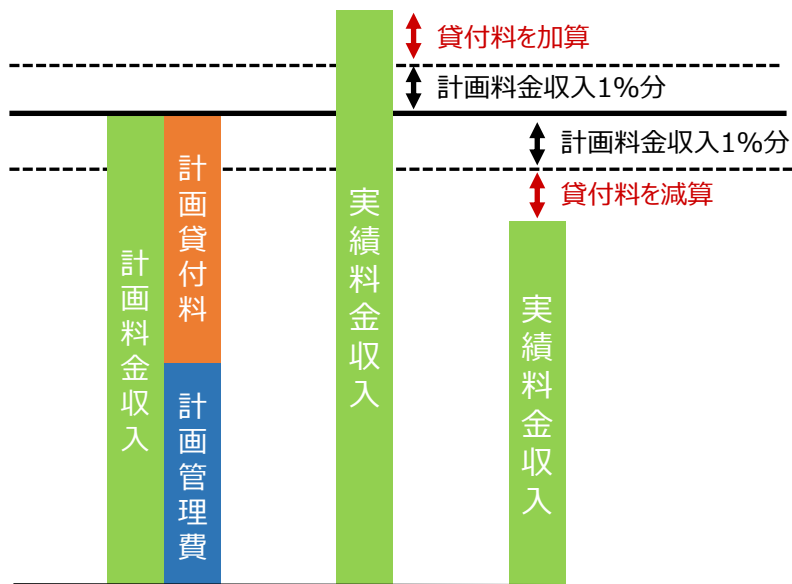 貸付料を加算
計画料金収入1%分
計画料金収入1%分
貸付料を減算
計画料金収入
計画貸付料
計画管理費
実績料金収入
実績料金収入